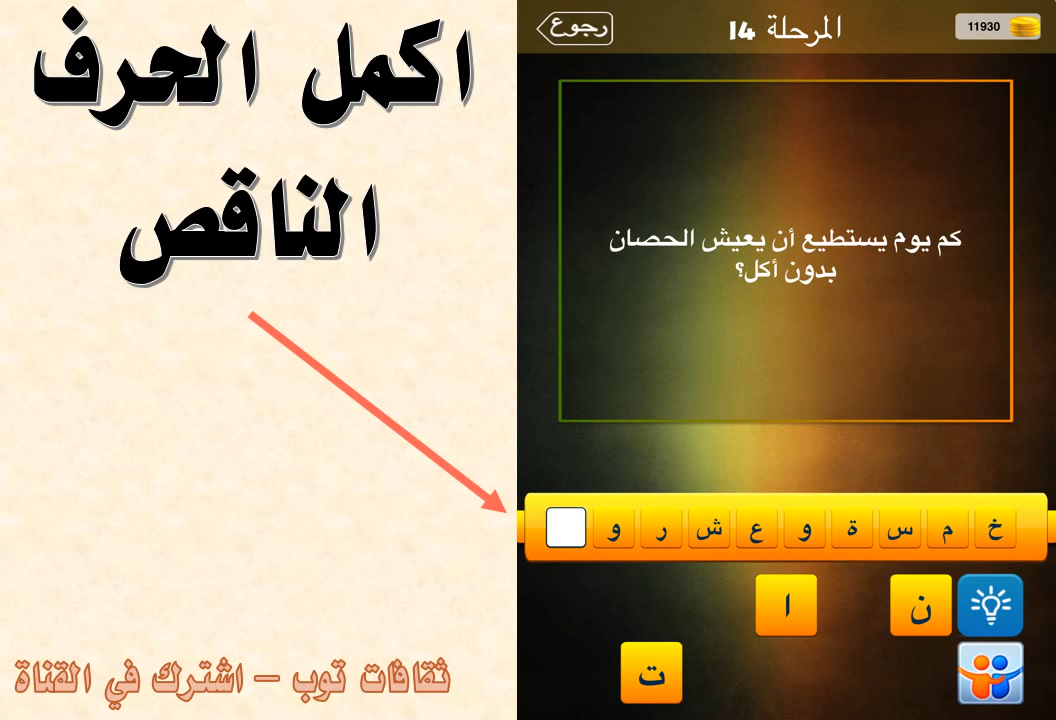 اكمل الحرف
الناقص
ثقافات توب – اشترك في القناة
رجوع
المرحلة 14
11930
كم يوم يستطيع أن يعيش الحصان
بدون أكل؟
خ م س ة و ع ش ر و
ا ن
ت